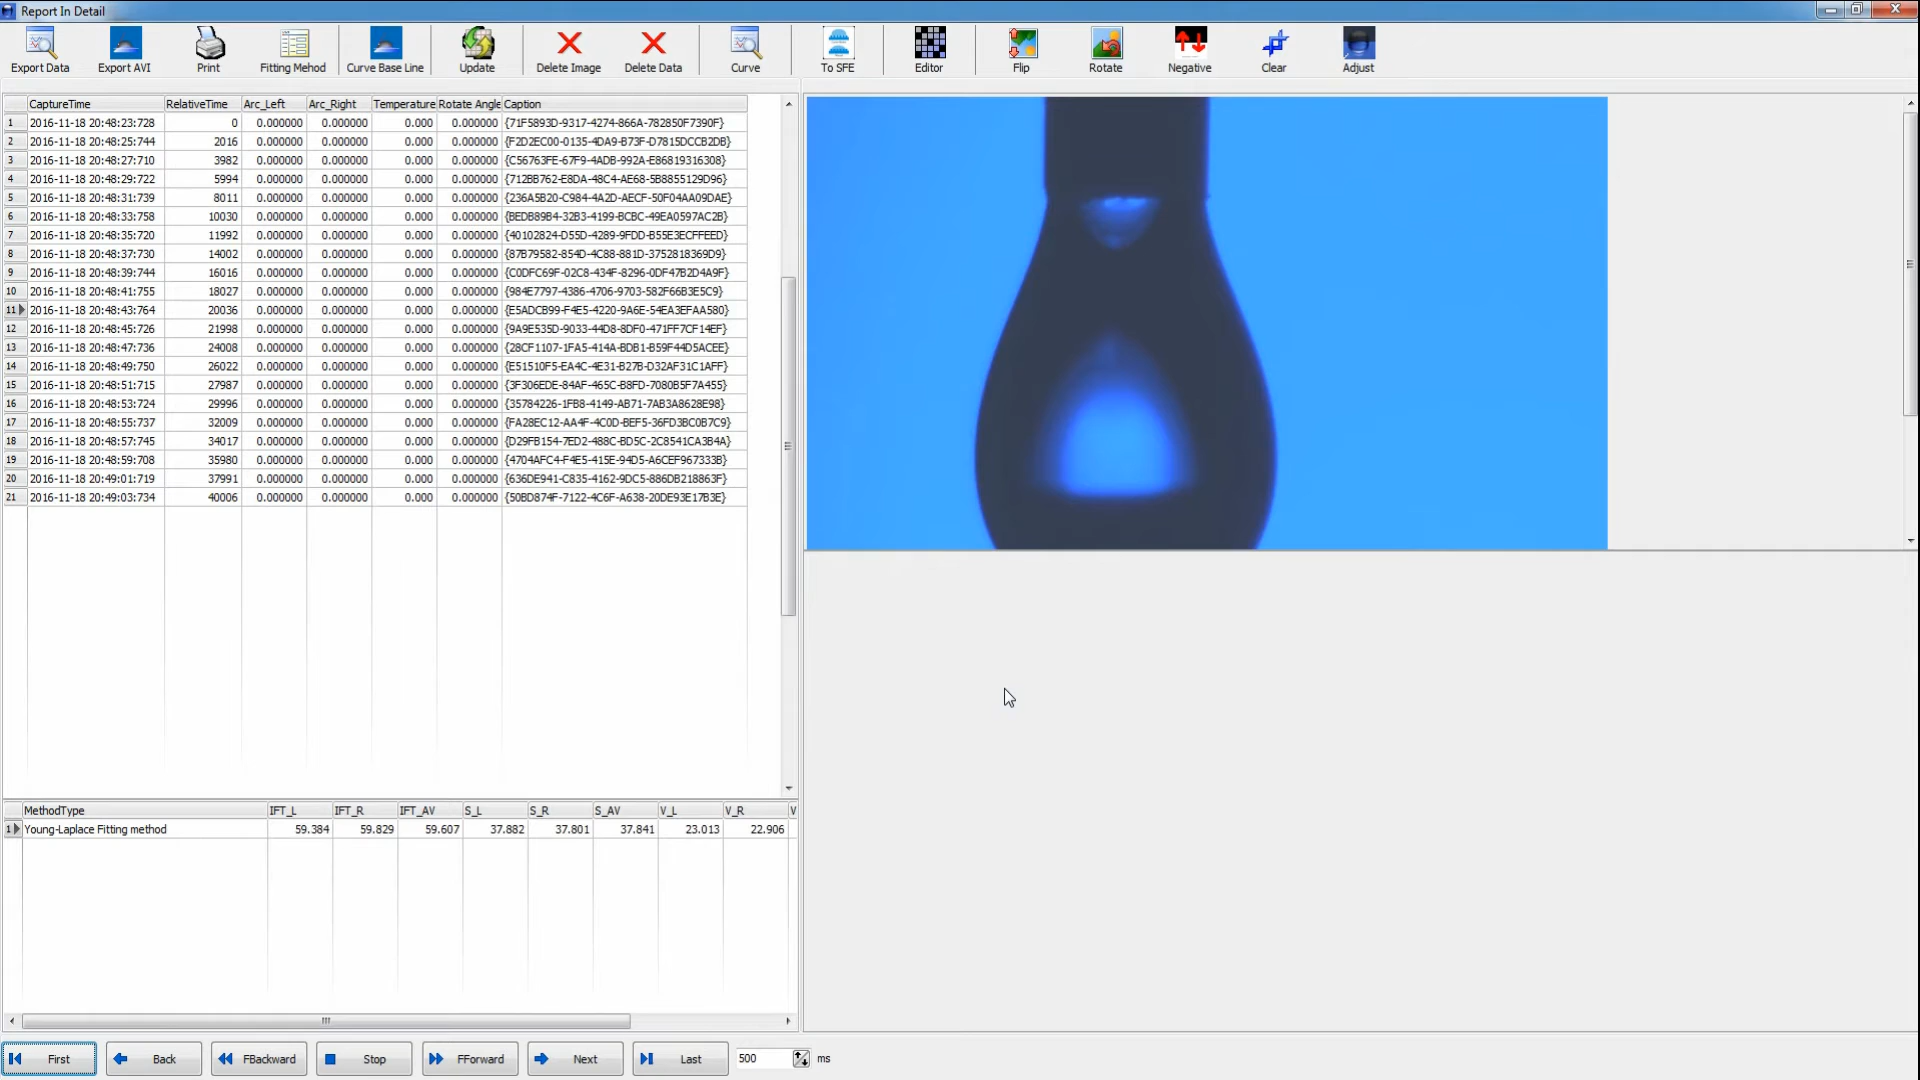 Report In Detail
Export Data Export AVI Print Fitting Mehod Curve Base Line Update Delete Image Delete Data Curve To SFE Editor Flip Rotate Negative Clear Adjust
CaptureTime RelativeTime Arc_Left Arc_Right Temperature Rotate Angle Caption
1 2016-11-18 20:48:23:728 0 0.000000 0.000000 0.000 0.000000 {71F5893D-9317-4274-866A-782850F7390F}
2 2016-11-18 20:48:25:744 2016 0.000000 0.000000 0.000 0.000000 {F2D2EC00-0135-4DA9-B73F-D7815DCCB2DB}
3 2016-11-18 20:48:27:710 3982 0.000000 0.000000 0.000 0.000000 {C56763FE-67F9-4ADB-992A-E86819316308}
4 2016-11-18 20:48:29:722 5994 0.000000 0.000000 0.000 0.000000 {712BB762-E8DA-48C4-AE68-5B8855129D96}
5 2016-11-18 20:48:31:739 8011 0.000000 0.000000 0.000 0.000000 {236A5B20-C984-4A2D-AECF-50F04AA09DAE}
6 2016-11-18 20:48:33:758 10030 0.000000 0.000000 0.000 0.000000 {BEDB89B4-32B3-4199-BCBC-49EA0597AC2B}
7 2016-11-18 20:48:35:720 11992 0.000000 0.000000 0.000 0.000000 {40102824-D55D-4289-9FDD-B55E3ECFFEED}
8 2016-11-18 20:48:37:730 14002 0.000000 0.000000 0.000 0.000000 {87B79582-854D-4C88-881D-3752818369D9}
9 2016-11-18 20:48:39:744 16016 0.000000 0.000000 0.000 0.000000 {C0DFC69F-02C8-434F-8296-0DF47B2D4A9F}
10 2016-11-18 20:48:41:755 18027 0.000000 0.000000 0.000 0.000000 {984E7797-4386-4706-9703-582F66B3E5C9}
11 2016-11-18 20:48:43:764 20036 0.000000 0.000000 0.000 0.000000 {E5ADCB99-F4E5-4220-9A6E-54EA3EFAA580}
12 2016-11-18 20:48:45:726 21998 0.000000 0.000000 0.000 0.000000 {9A9E535D-9033-44D8-8DF0-471FF7CF14EF}
13 2016-11-18 20:48:47:736 24008 0.000000 0.000000 0.000 0.000000 {28CF1107-1FA5-414A-BDB1-B59F44D5ACEE}
14 2016-11-18 20:48:49:750 26022 0.000000 0.000000 0.000 0.000000 {E51510F5-EA4C-4E31-B27B-D32AF31C1AFF}
15 2016-11-18 20:48:51:715 27987 0.000000 0.000000 0.000 0.000000 {3F306EDE-84AF-465C-B8FD-7080B5F7A455}
16 2016-11-18 20:48:53:724 29996 0.000000 0.000000 0.000 0.000000 {35784226-1FB8-4149-AB71-7AB3A8628E98}
17 2016-11-18 20:48:55:737 32009 0.000000 0.000000 0.000 0.000000 {FA28EC12-AA4F-4C0D-BEF5-36FD3BC0B7C9}
18 2016-11-18 20:48:57:745 34017 0.000000 0.000000 0.000 0.000000 {D29FB154-7ED2-488C-BD5C-2C8541CA3B4A}
19 2016-11-18 20:48:59:708 35980 0.000000 0.000000 0.000 0.000000 {4704AFC4-F4E5-415E-94D5-A6CEF967333B}
20 2016-11-18 20:49:01:719 37991 0.000000 0.000000 0.000 0.000000 {636DE941-C835-4162-9DC5-886DB218863F}
21 2016-11-18 20:49:03:734 40006 0.000000 0.000000 0.000 0.000000 {50BD874F-7122-4C6F-A638-20DE93E17B3E}
MethodType IFT_L IFT_R IFT_AV S_L S_R S_AV V_L V_R V
1 Young-Laplace Fitting method 59.384 59.829 59.607 37.882 37.801 37.841 23.013 22.906
First Back FBackward Stop FForward Next Last 500 ms